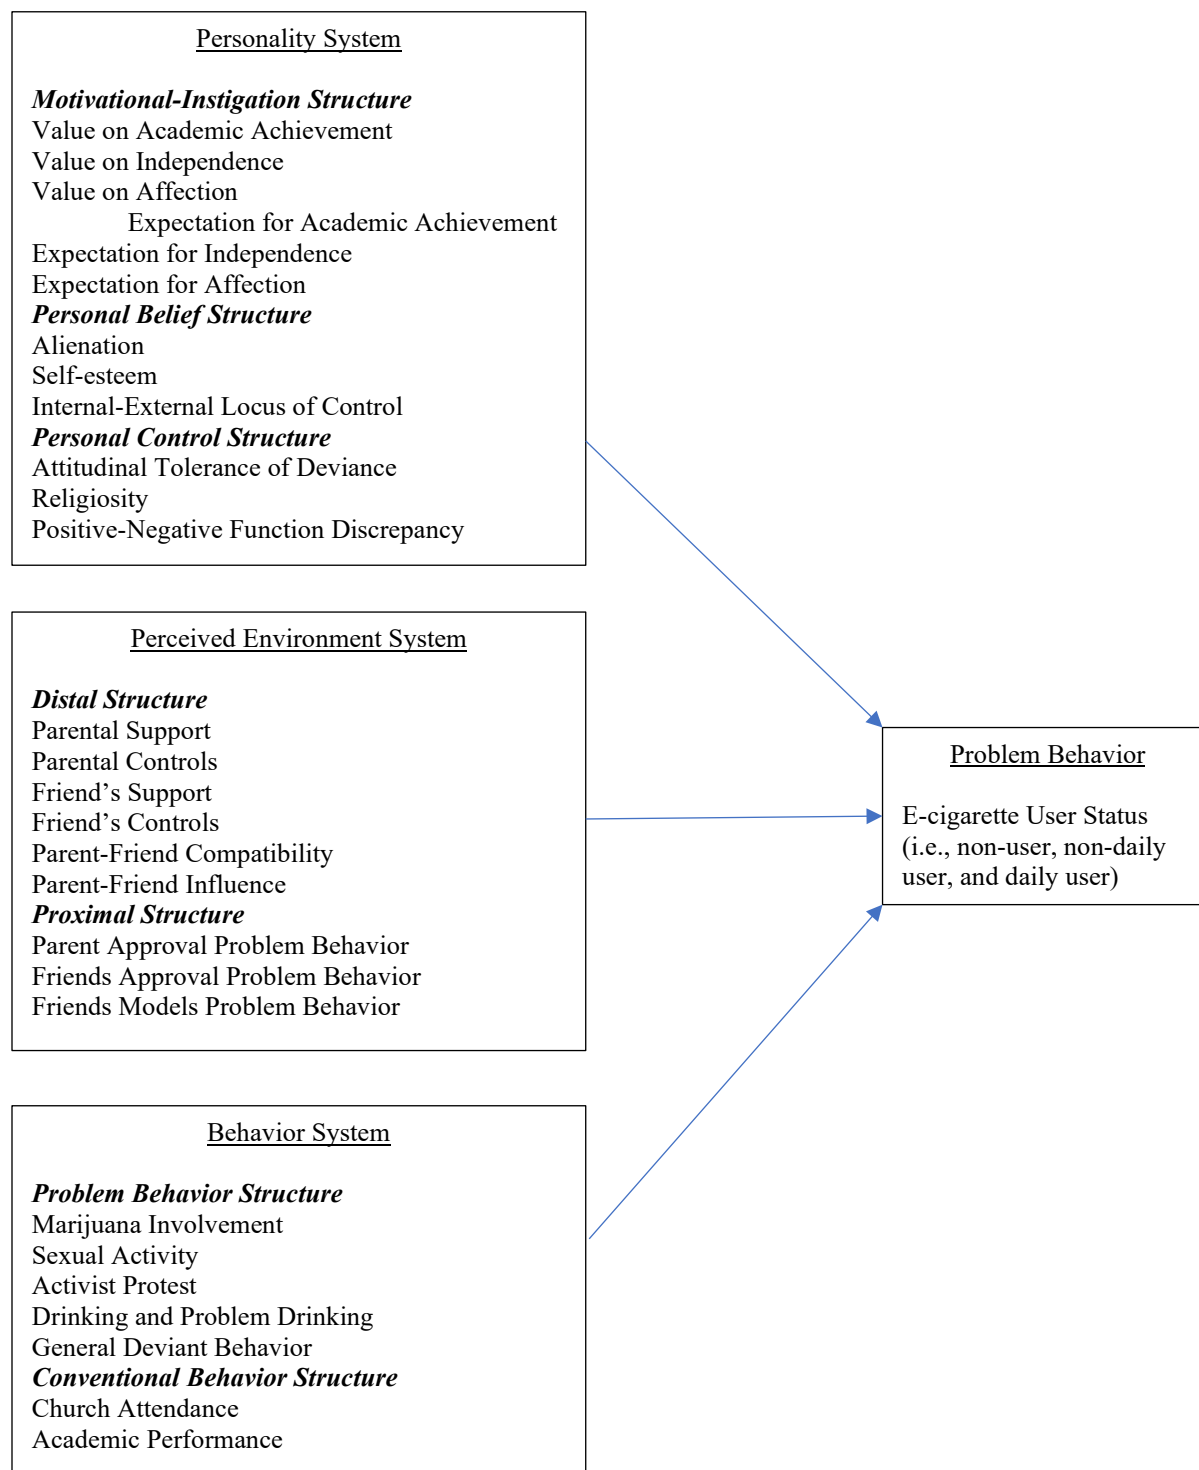 Personality System
Motivational-Instigation Structure
Value on Academic Achievement
Value on Independence
Value on Affection
Expectation for Academic Achievement
Expectation for Independence
Expectation for Affection
Personal Belief Structure
Alienation
Self-esteem
Internal-External Locus of Control
Personal Control Structure
Attitudinal Tolerance of Deviance
Religiosity
Positive-Negative Function Discrepancy
Perceived Environment System
Distal Structure
Parental Support
Parental Controls
Friend’s Support
Friend’s Controls
Parent-Friend Compatibility
Parent-Friend Influence
Proximal Structure
Parent Approval Problem Behavior
Friends Approval Problem Behavior
Friends Models Problem Behavior
Behavior System
Problem Behavior Structure
Marijuana Involvement
Sexual Activity
Activist Protest
Drinking and Problem Drinking
General Deviant Behavior
Conventional Behavior Structure
Church Attendance
Academic Performance
Problem Behavior
E-cigarette User Status
(i.e., non-user, non-daily
user, and daily user)